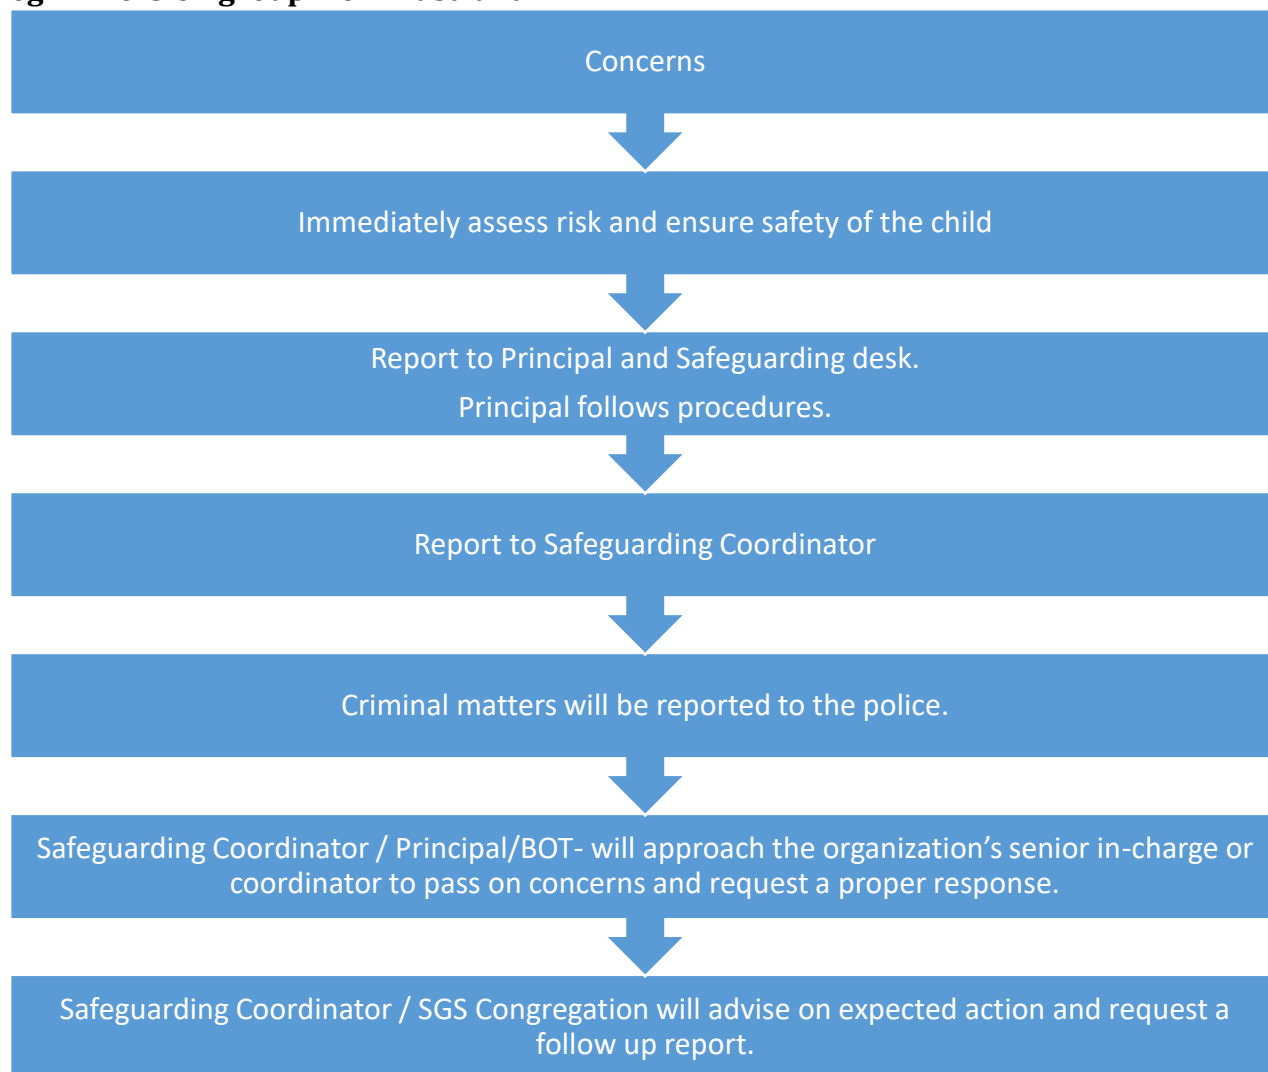 Concerns
Immediately assess risk and ensure safety of the child
Report to Principal and Safeguarding desk.
Principal follows procedures.
Report to Safeguarding Coordinator
Criminal matters will be reported to the police.
Safeguarding Coordinator / Principal/BOT- will approach the organization’s senior in-charge or
coordinator to pass on concerns and request a proper response.
Safeguarding Coordinator / SGS Congregation will advise on expected action and request a
follow up report.